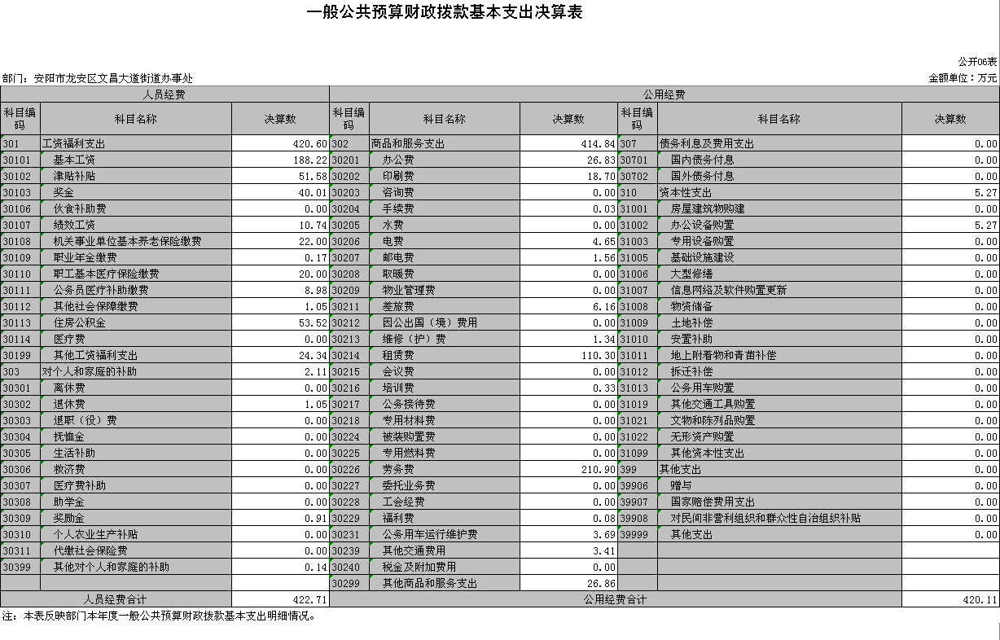 一般公共预算财政拨款基本支出决算表
公开06表
部门：安阳市龙安区文昌大道街道办事处 金额单位：万元
人员经费 公用经费
科目编码 科目名称 决算数 科目编码 科目名称 决算数 科目编码 科目名称 决算数
301 工资福利支出 420.60 302 商品和服务支出 414.84 307 债务利息及费用支出 0.00
30101 基本工资 188.22 30201 办公费 26.83 30701 国内债务付息 0.00
30102 津贴补贴 51.58 30202 印刷费 18.70 30702 国外债务付息 0.00
30103 奖金 40.01 30203 咨询费 0.00 310 资本性支出 5.27
30106 伙食补助费 0.00 30204 手续费 0.03 31001 房屋建筑物购建 0.00
30107 绩效工资 10.74 30205 水费 0.00 31002 办公设备购置 5.27
30108 机关事业单位基本养老保险缴费 22.00 30206 电费 4.65 31003 专用设备购置 0.00
30109 职业年金缴费 0.17 30207 邮电费 1.56 31005 基础设施建设 0.00
30110 职工基本医疗保险缴费 20.00 30208 取暖费 0.00 31006 大型修缮 0.00
30111 公务员医疗补助缴费 8.98 30209 物业管理费 0.00 31007 信息网络及软件购置更新 0.00
30112 其他社会保障缴费 1.05 30211 差旅费 6.16 31008 物资储备 0.00
30113 住房公积金 53.52 30212 因公出国（境）费用 0.00 31009 土地补偿 0.00
30114 医疗费 0.00 30213 维修（护）费 1.34 31010 安置补助 0.00
30199 其他工资福利支出 24.34 30214 租赁费 110.30 31011 地上附着物和青苗补偿 0.00
303 对个人和家庭的补助 2.11 30215 会议费 0.00 31012 拆迁补偿 0.00
30301 离休费 0.00 30216 培训费 0.33 31013 公务用车购置 0.00
30302 退休费 1.05 30217 公务接待费 0.00 31019 其他交通工具购置 0.00
30303 退职（役）费 0.00 30218 专用材料费 0.00 31021 文物和陈列品购置 0.00
30304 抚恤金 0.00 30224 被装购置费 0.00 31022 无形资产购置 0.00
30305 生活补助 0.00 30225 专用燃料费 0.00 31099 其他资本性支出 0.00
30306 救济费 0.00 30226 劳务费 210.90 399 其他支出 0.00
30307 医疗费补助 0.00 30227 委托业务费 0.00 39906 赠与 0.00
30308 助学金 0.00 30228 工会经费 0.00 39907 国家赔偿费用支出 0.00
30309 奖励金 0.91 30229 福利费 0.08 39908 对民间非营利组织和群众性自治组织补贴 0.00
30310 个人农业生产补贴 0.00 30231 公务用车运行维护费 3.69 39999 其他支出 0.00
30311 代缴社会保险费 0.00 30239 其他交通费用 3.41
30399 其他对个人和家庭的补助 0.14 30240 税金及附加费用 0.00
30299 其他商品和服务支出 26.86
人员经费合计 422.71 公用经费合计 420.11
注：本表反映部门本年度一般公共预算财政拨款基本支出明细情况。